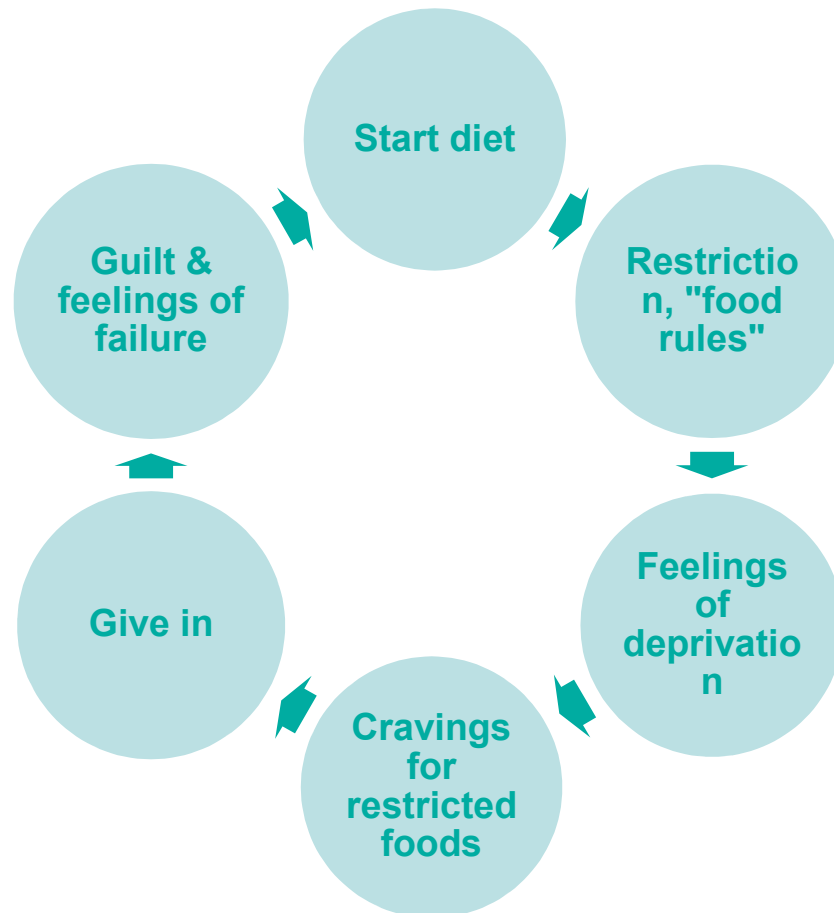 Start diet
Restrictio
n, "food
rules"
Feelings
of
deprivatio
n
Cravings
for
restricted
foods
Give in
Guilt &
feelings of
failure